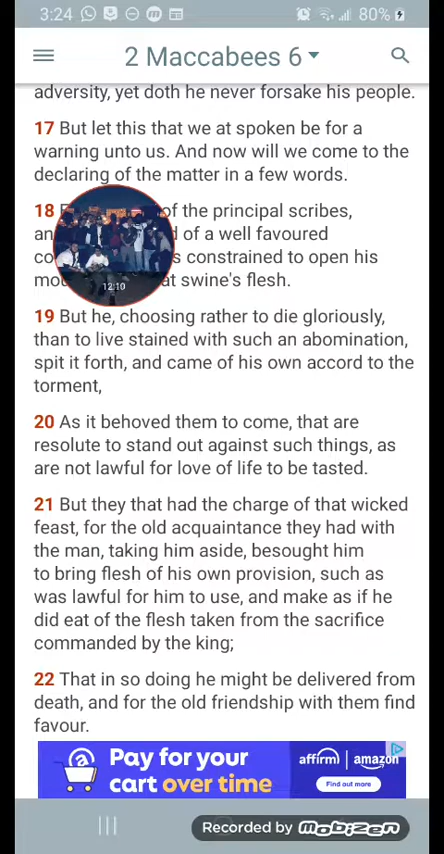 3:24 80%
2 Maccabees 6
adversity, yet doth he never forsake his people.
17 But let this that we at spoken be for a
warning unto us. And now will we come to the
declaring of the matter in a few words.
18 of the principal scribes,
an d of a well favoured
co s constrained to open his
mo at swine's flesh.
12:10
19 But he, choosing rather to die gloriously,
than to live stained with such an abomination,
spit it forth, and came of his own accord to the
torment,
20 As it behoved them to come, that are
resolute to stand out against such things, as
are not lawful for love of life to be tasted.
21 But they that had the charge of that wicked
feast, for the old acquaintance they had with
the man, taking him aside, besought him
to bring flesh of his own provision, such as
was lawful for him to use, and make as if he
did eat of the flesh taken from the sacrifice
commanded by the king;
22 That in so doing he might be delivered from
death, and for the old friendship with them find
favour.
Pay for your
cart over time
affirm | amazon
Find out more
Recorded by Mobizen